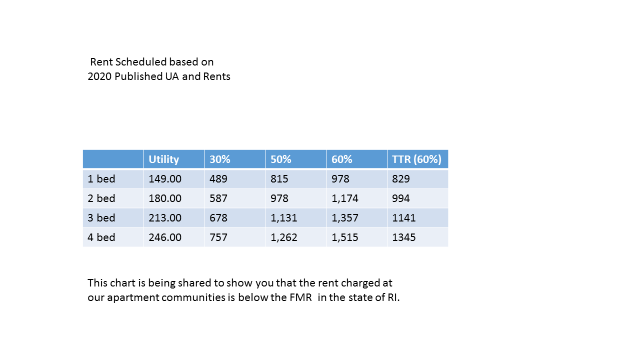 Rent Scheduled based on
2020 Published UA and Rents
Utility 30% 50% 60% TTR (60%)
1 bed 149.00 489 815 978 829
2 bed 180.00 587 978 1,174 994
3 bed 213.00 678 1,131 1,357 1141
4 bed 246.00 757 1,262 1,515 1345
This chart is being shared to show you that the rent charged at
our apartment communities is below the FMR in the state of RI.